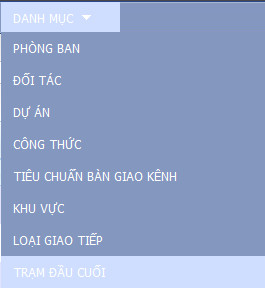 DANH MỤC
PHÒNG BAN
ĐỐI TÁC
DỰ ÁN
CÔNG THỨC
TIÊU CHUẨN BÀN GIAO KÊNH
KHU VỰC
LOẠI GIAO TIẾP
TRẠM ĐẦU CUỐI